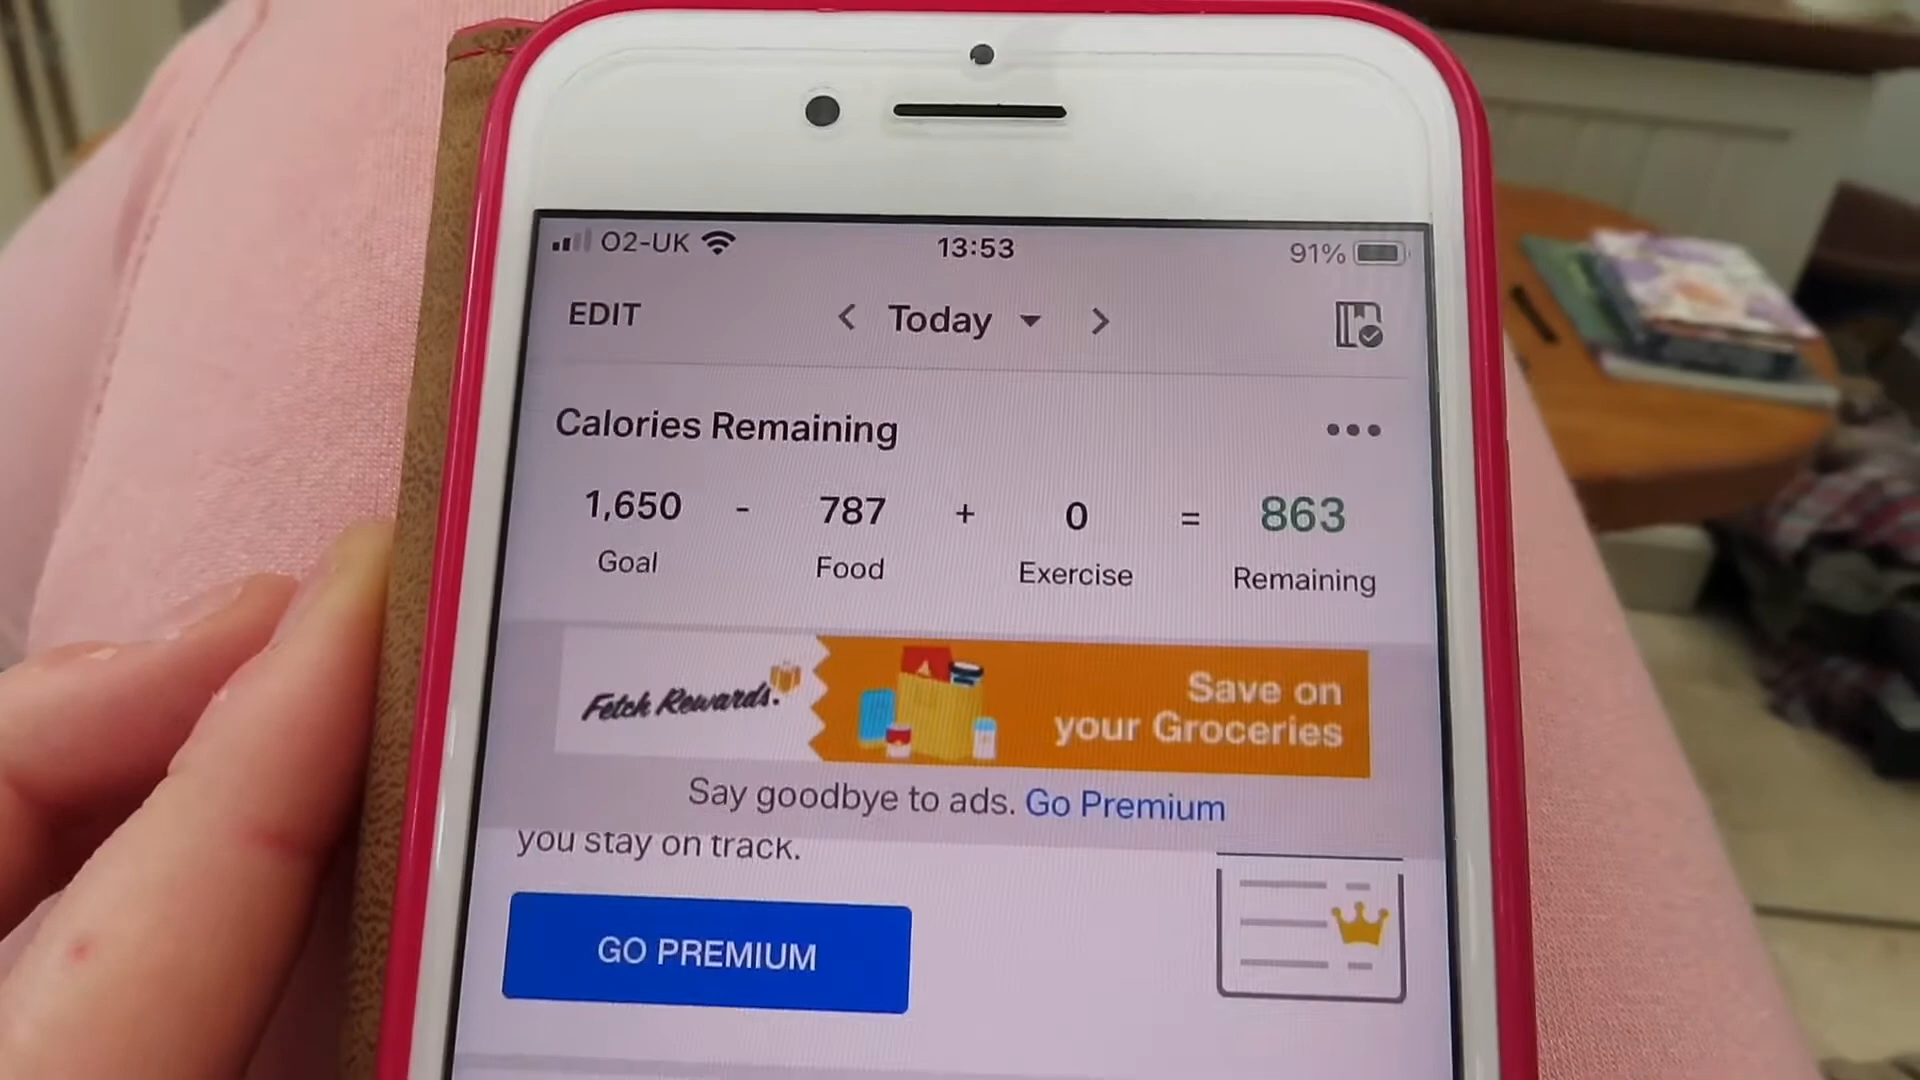 O2-UK 13:53 91%
EDIT < Today >
Calories Remaining
1,650 - 787 + 0 = 863
Goal Food Exercise Remaining
Fetch Rewards.
Save on
your Groceries
Say goodbye to ads. Go Premium
you stay on track.
GO PREMIUM